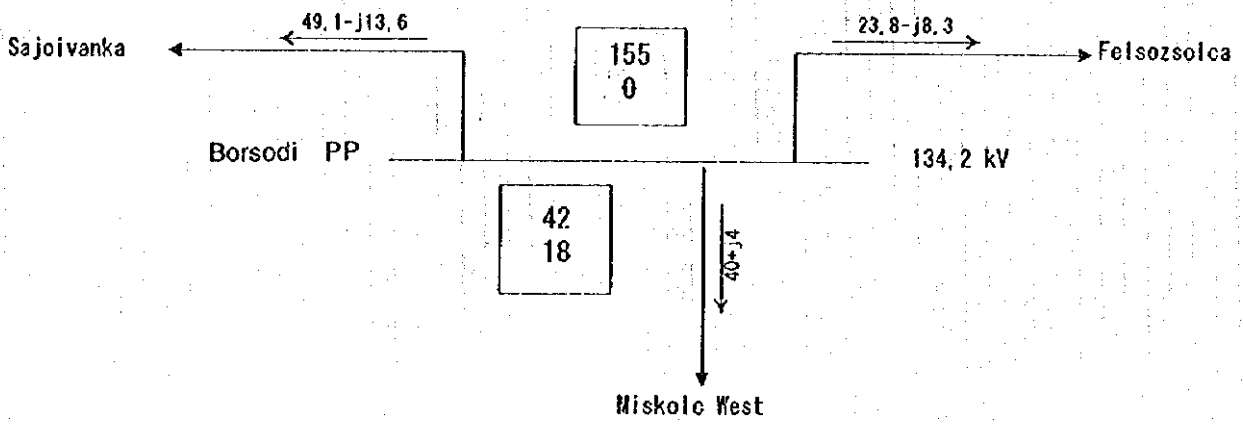 49,1-j13,6
23,8-j8,3
Sajoivanka
155
0
Felsozsolca
Borsodi PP
134,2 kV
42
18
40+j4
Miskolc West